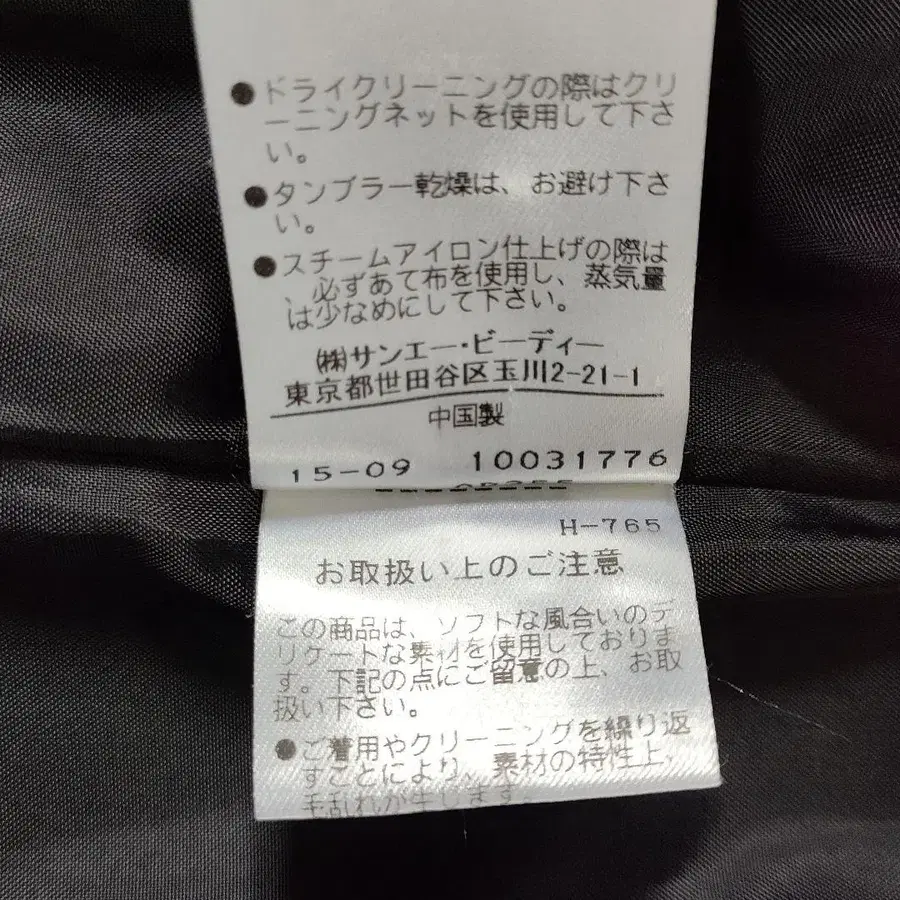 ●ドライクリーニングの際はクリ
ーニングネットを使用して下さ
い。
●タンブラー乾燥は、お避け下さ
い。
●スチームアイロン仕上げの際は
、必ずあて布を使用し、蒸気量
は少なめにして下さい。
㈱サンエー・ビーディー
東京都世田谷区玉川2-21-1
中国製
15-09 10031776
H-765
お取扱い上のご注意
この商品は、ソフトな風合いのデ
リケートな素材を使用しておりま
す。下記の点にご留意の上、お取
扱い下さい。
●ご着用やクリーニングを繰り返
すことにより、素材の特性上、
毛乱れが生じます